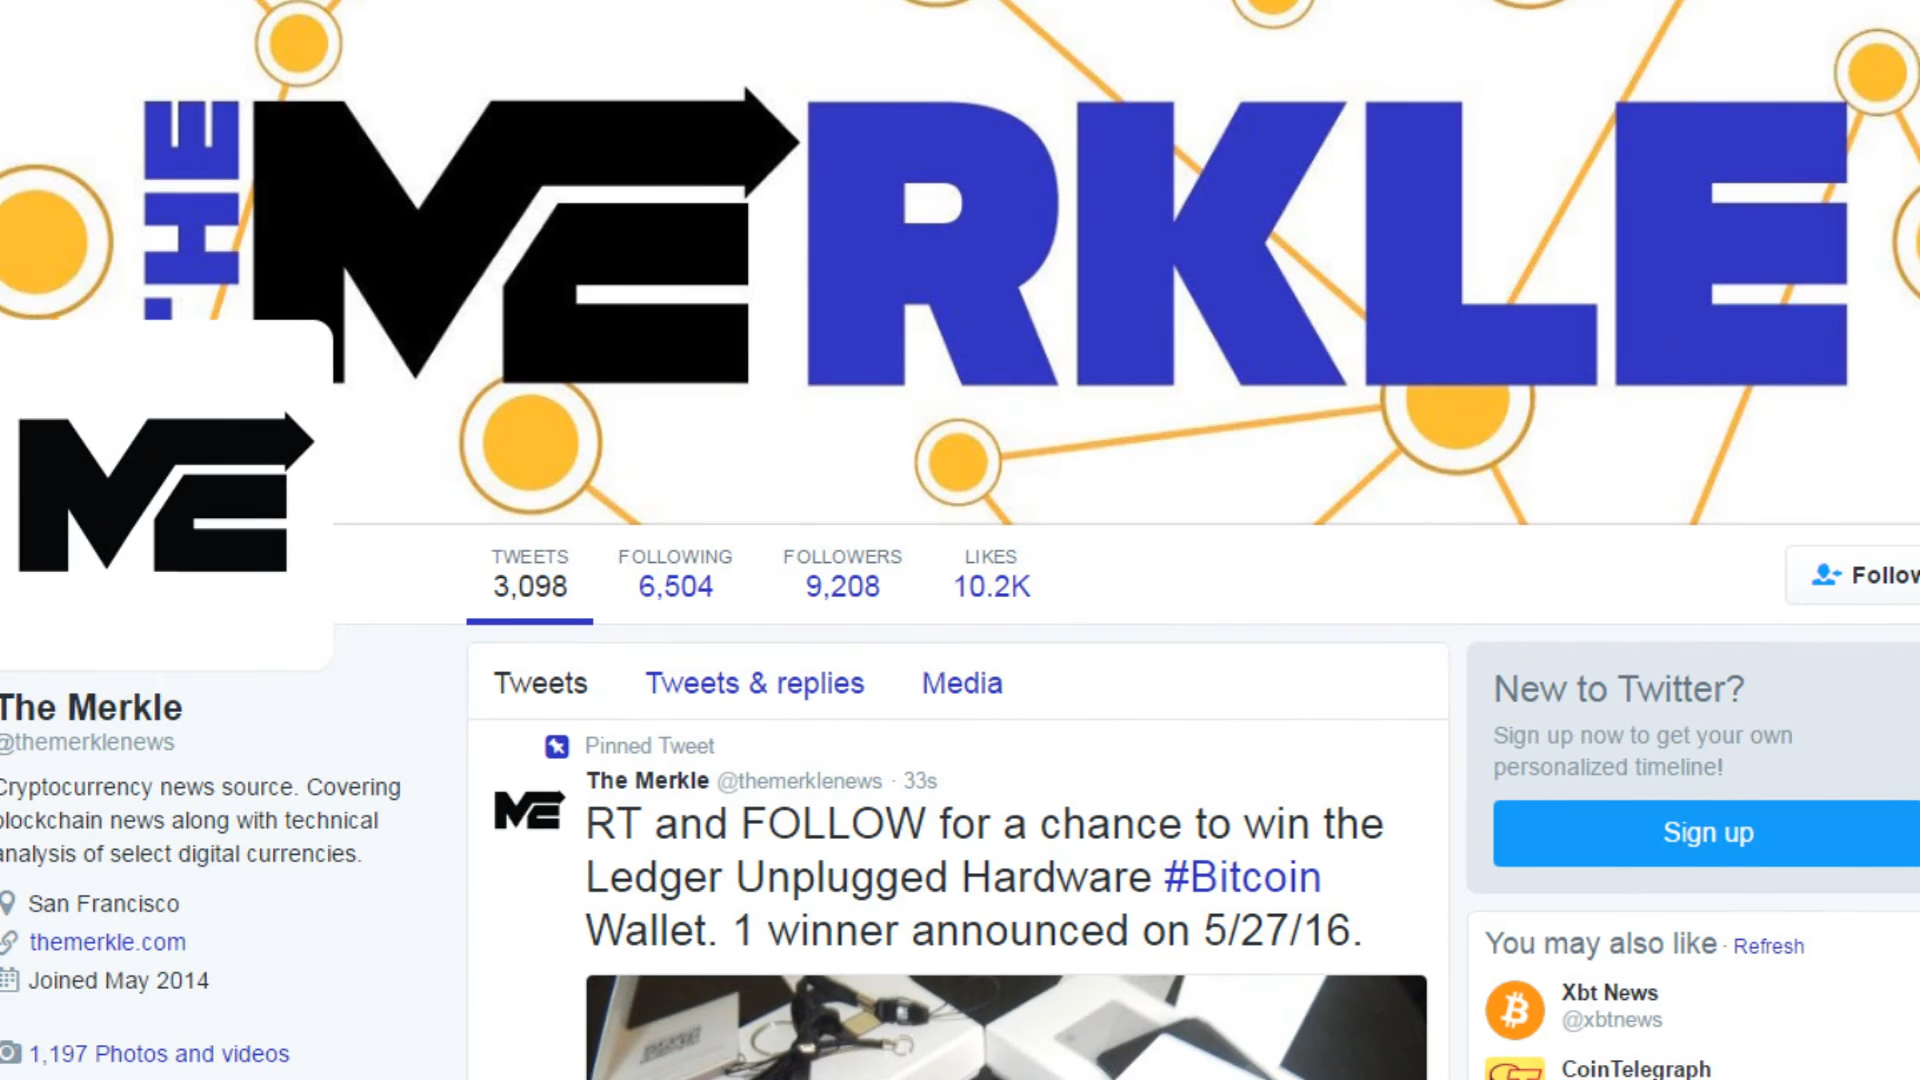 THE MERKLE
ME
TWEETS FOLLOWING FOLLOWERS LIKES
3,098 6,504 9,208 10.2K
Follow
The Merkle
@themerklenews
Cryptocurrency news source. Covering
blockchain news along with technical
analysis of select digital currencies.
San Francisco
themerkle.com
Joined May 2014
1,197 Photos and videos
Tweets Tweets & replies Media
Pinned Tweet
The Merkle @themerklenews · 33s
ME
RT and FOLLOW for a chance to win the
Ledger Unplugged Hardware #Bitcoin
Wallet. 1 winner announced on 5/27/16.
New to Twitter?
Sign up now to get your own
personalized timeline!
Sign up
You may also like · Refresh
Xbt News
@xbtnews
CoinTelegraph